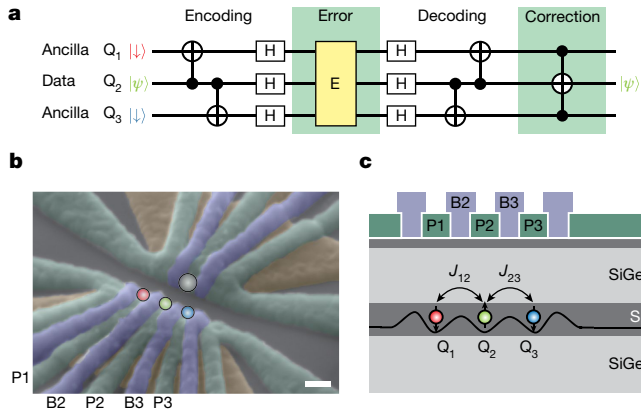 a
Encoding Error Decoding Correction
Ancilla Q1 |↓⟩ H H
Data Q2 |ψ⟩ H E H |ψ⟩
Ancilla Q3 |↓⟩ H H
b
P1
B2 P2 B3 P3
c
B2 B3
P1 P2 P3
J12 J23
SiGe
S
Q1 Q2 Q3
SiGe